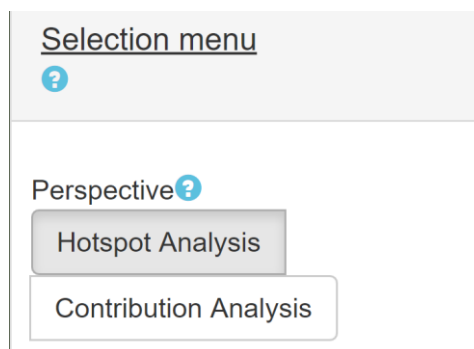 Selection menu
?
Perspective?
Hotspot Analysis
Contribution Analysis